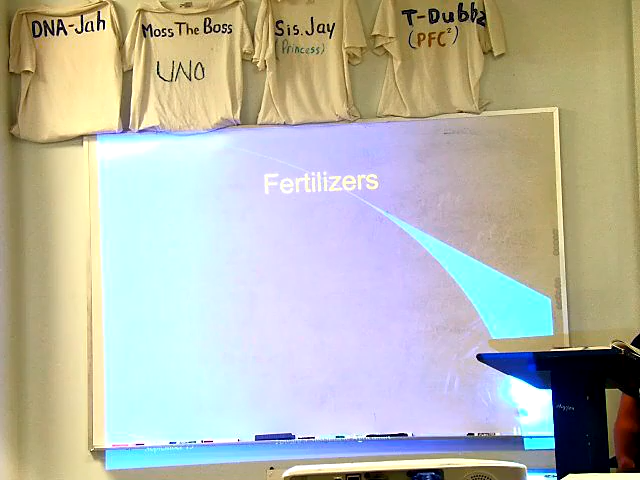 DNA-Jah
Moss The Boss
UNO
Sis. Jay
(Princess)
T-Dubbz
(PFC²)
Fertilizers